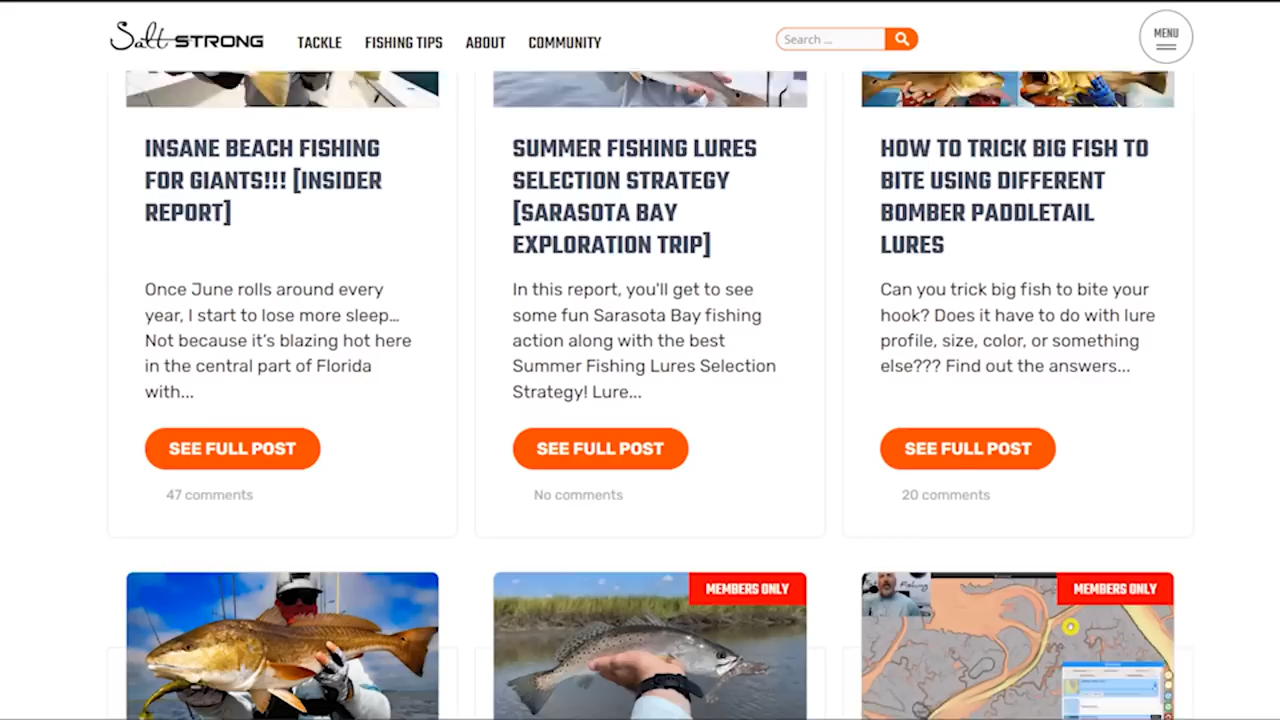 Salt STRONG
TACKLE FISHING TIPS ABOUT COMMUNITY
Search ...
MENU
INSANE BEACH FISHING
FOR GIANTS!!! [INSIDER
REPORT]
Once June rolls around every
year, I start to lose more sleep...
Not because it's blazing hot here
in the central part of Florida
with...
SEE FULL POST
47 comments
SUMMER FISHING LURES
SELECTION STRATEGY
[SARASOTA BAY
EXPLORATION TRIP]
In this report, you'll get to see
some fun Sarasota Bay fishing
action along with the best
Summer Fishing Lures Selection
Strategy! Lure...
SEE FULL POST
No comments
HOW TO TRICK BIG FISH TO
BITE USING DIFFERENT
BOMBER PADDLETAIL
LURES
Can you trick big fish to bite your
hook? Does it have to do with lure
profile, size, color, or something
else??? Find out the answers...
SEE FULL POST
20 comments
MEMBERS ONLY
MEMBERS ONLY